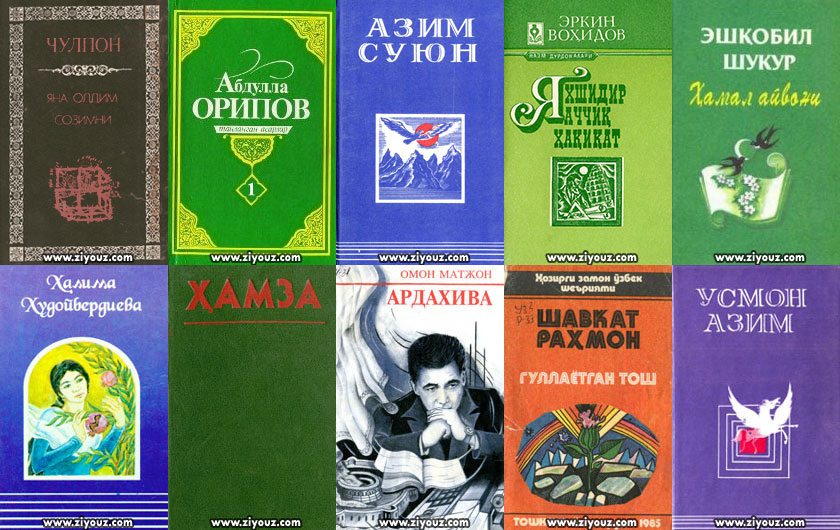 ЧУЛПОН
ЯНА ОЛДИМ
СОЗИМНИ
www.ziyouz.com
Абдулла
ОРИПОВ
танланган асарлар
1
www.ziyouz.com
АЗИМ
СУЮН
www.ziyouz.com
ЭРКИН
ВОХИДОВ
НАЗМ ДУРДОНАЛАРИ
ЯХШИДИР
АЧЧИҚ
ҲАҚИҚАТ
www.ziyouz.com
ЭШҚОБИЛ
ШУКУР
Ҳамал айвони
www.ziyouz.com
Ҳалима
Худойбердиева
www.ziyouz.com
ҲАМЗА
www.ziyouz.com
ОМОН МАТЖОН
АРДАХИВА
www.ziyouz.com
Ҳозирги замон ўзбек
шеърияти
ШАВКАТ
РАҲМОН
ГУЛЛАЁТГАН ТОШ
1985
www.ziyouz.com
УСМОН
АЗИМ
www.ziyouz.com